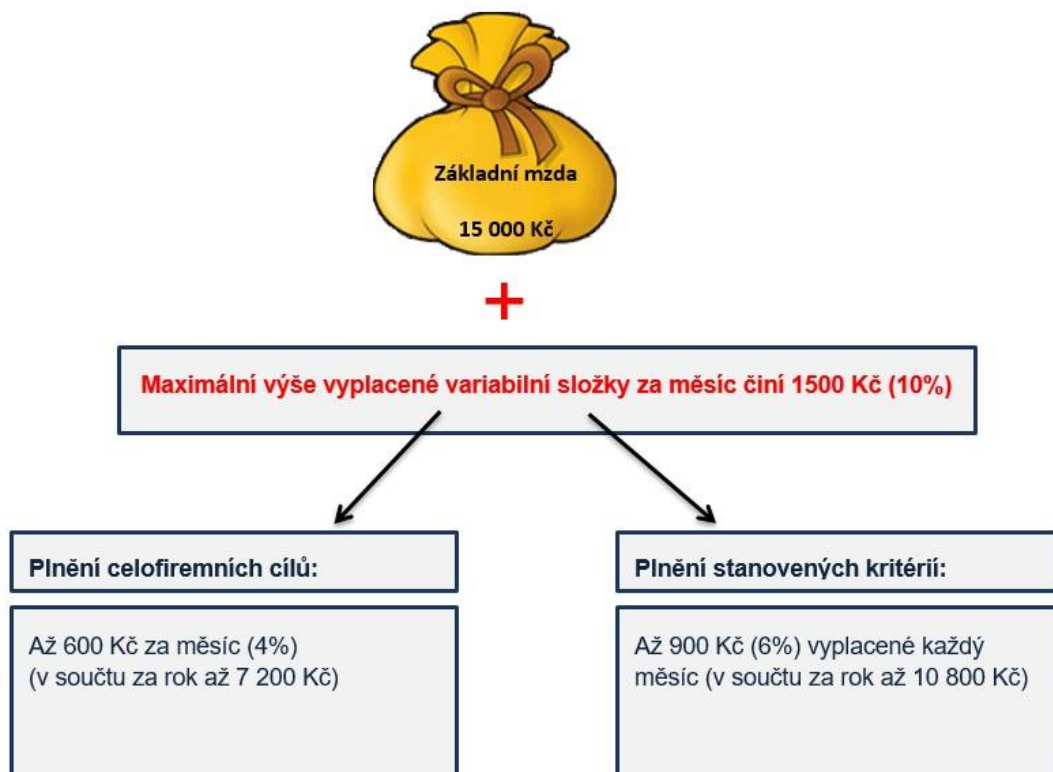 Základní mzda
15 000 Kč
+
Maximální výše vyplacené variabilní složky za měsíc činí 1500 Kč (10%)
Plnění celofiremních cílů:
Až 600 Kč za měsíc (4%)
(v součtu za rok až 7 200 Kč)
Plnění stanovených kritérií:
Až 900 Kč (6%) vyplacené každý
měsíc (v součtu za rok až 10 800 Kč)